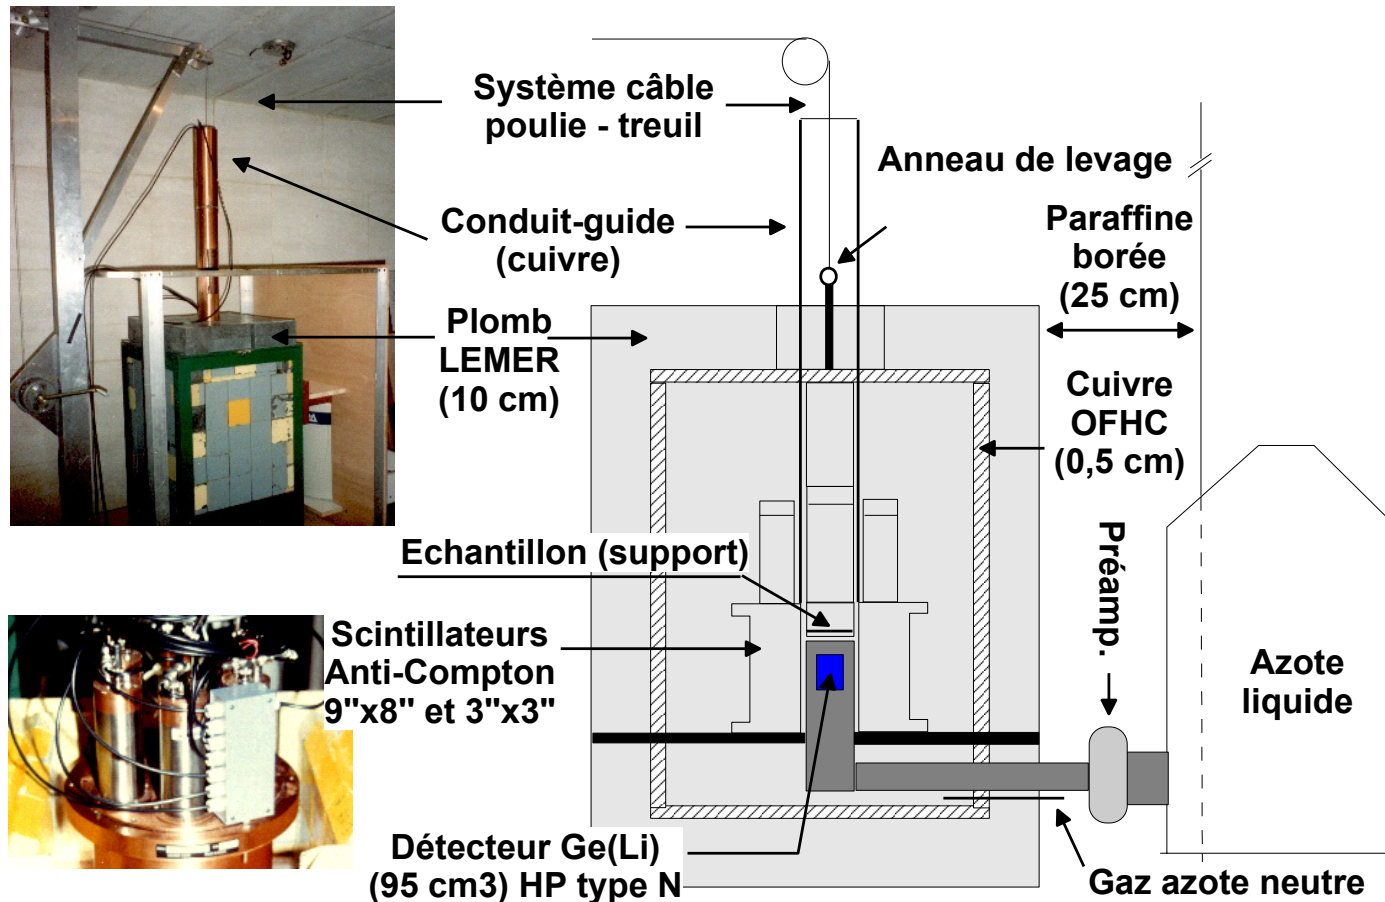 Système câble
poulie - treuil
Anneau de levage
Conduit-guide
(cuivre)
Paraffine
borée
(25 cm)
Plomb
LEMER
(10 cm)
Cuivre
OFHC
(0,5 cm)
Echantillon (support)
Préamp.
Scintillateurs
Anti-Compton
9"x8" et 3"x3"
Azote
liquide
Détecteur Ge(Li)
(95 cm3) HP type N
Gaz azote neutre